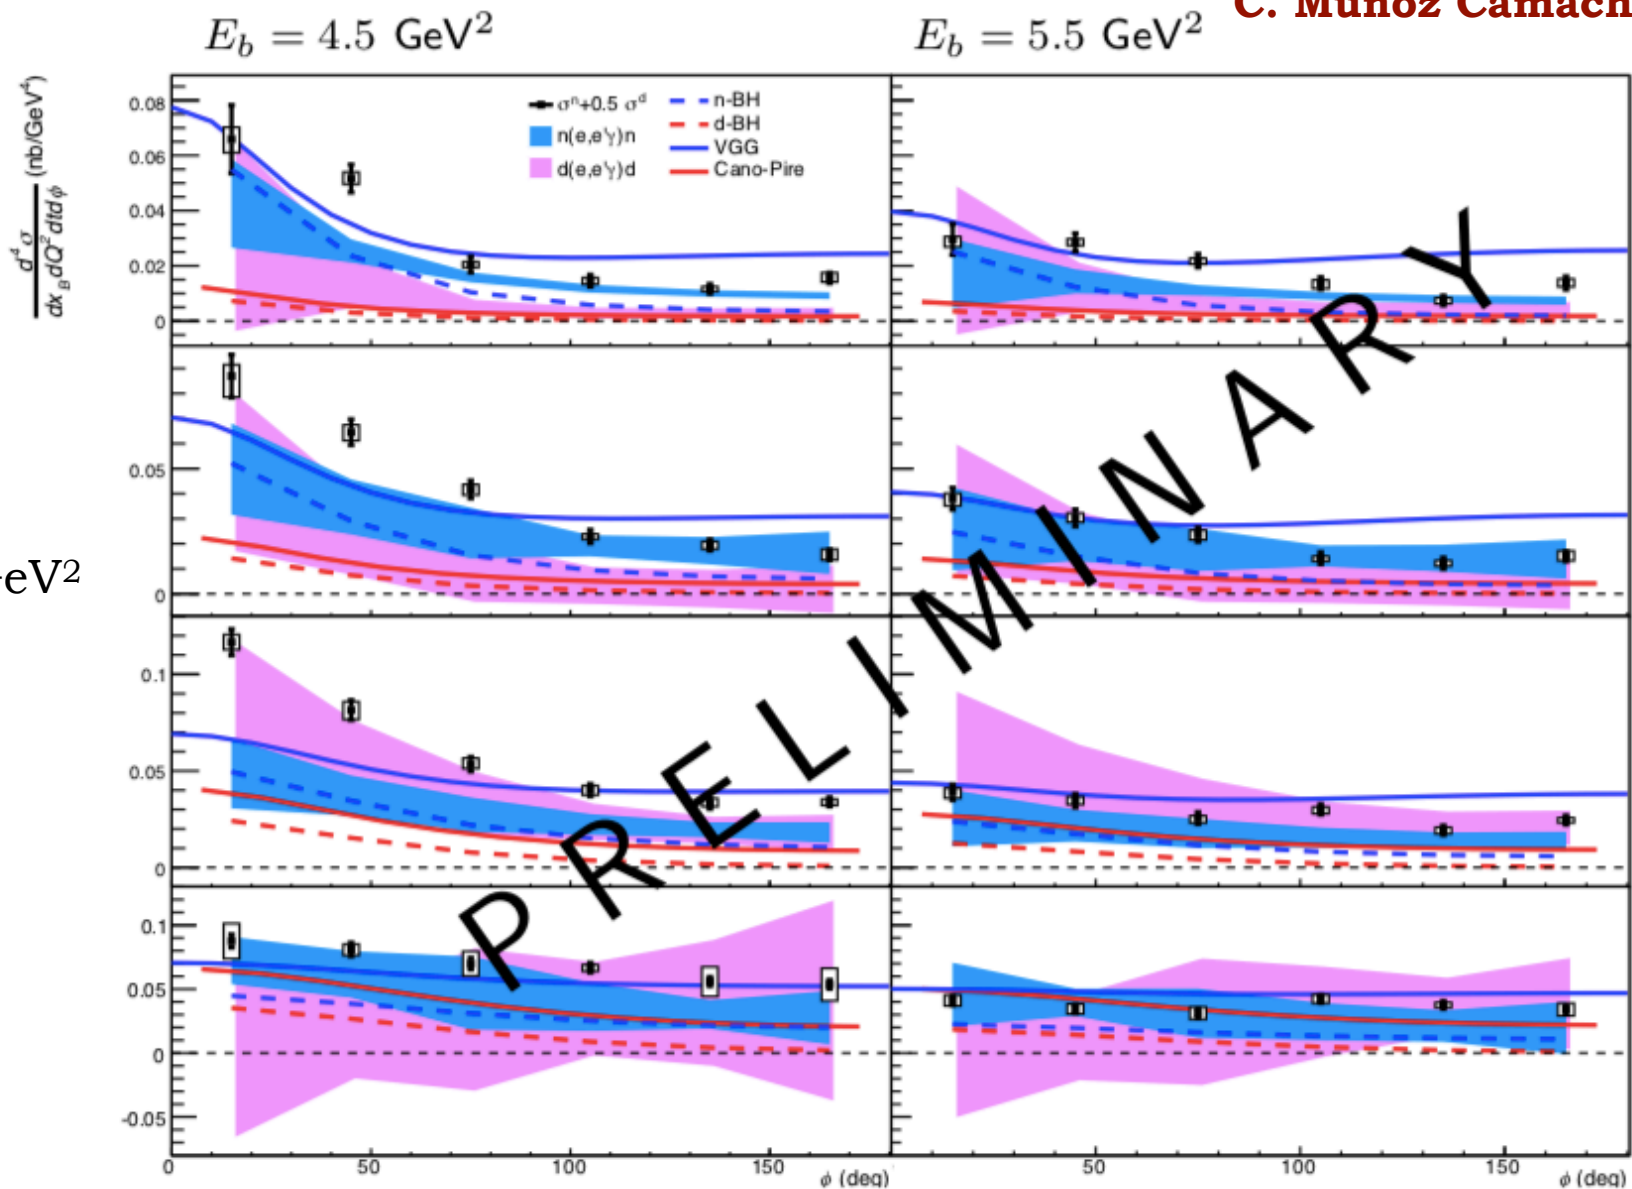 C. Muñoz Camach
E_b = 4.5 GeV²
E_b = 5.5 GeV²
d⁴σ / dx_B dQ² dtdϕ (nb/GeV⁴)
σⁿ+0.5 σᵈ
n(e,e'γ)n
d(e,e'γ)d
n-BH
d-BH
VGG
Cano-Pire
0.08
0.06
0.04
0.02
0
0.05
0
eV²
0.1
0.05
0
0.1
0.05
0
-0.05
0 50 100 150
ϕ (deg)
50 100 150
ϕ (deg)
PRELIMINARY